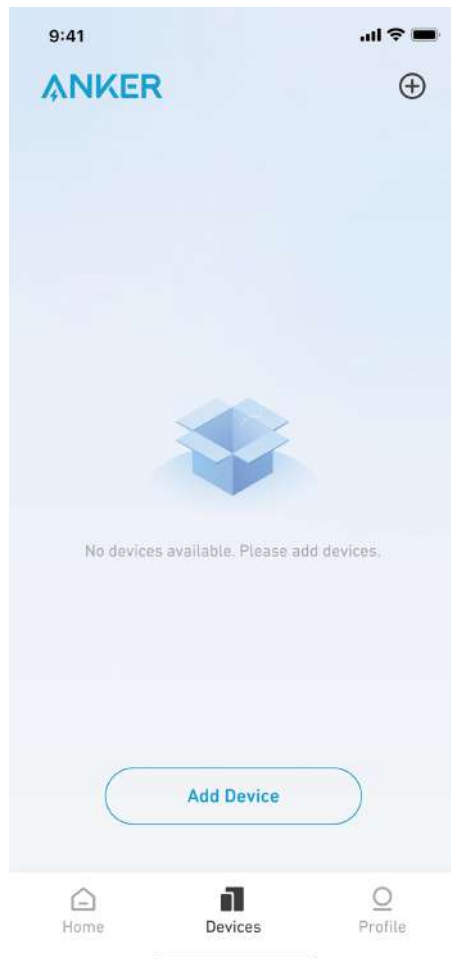 9:41
ANKER
No devices available. Please add devices.
Add Device
Home
Devices
Profile